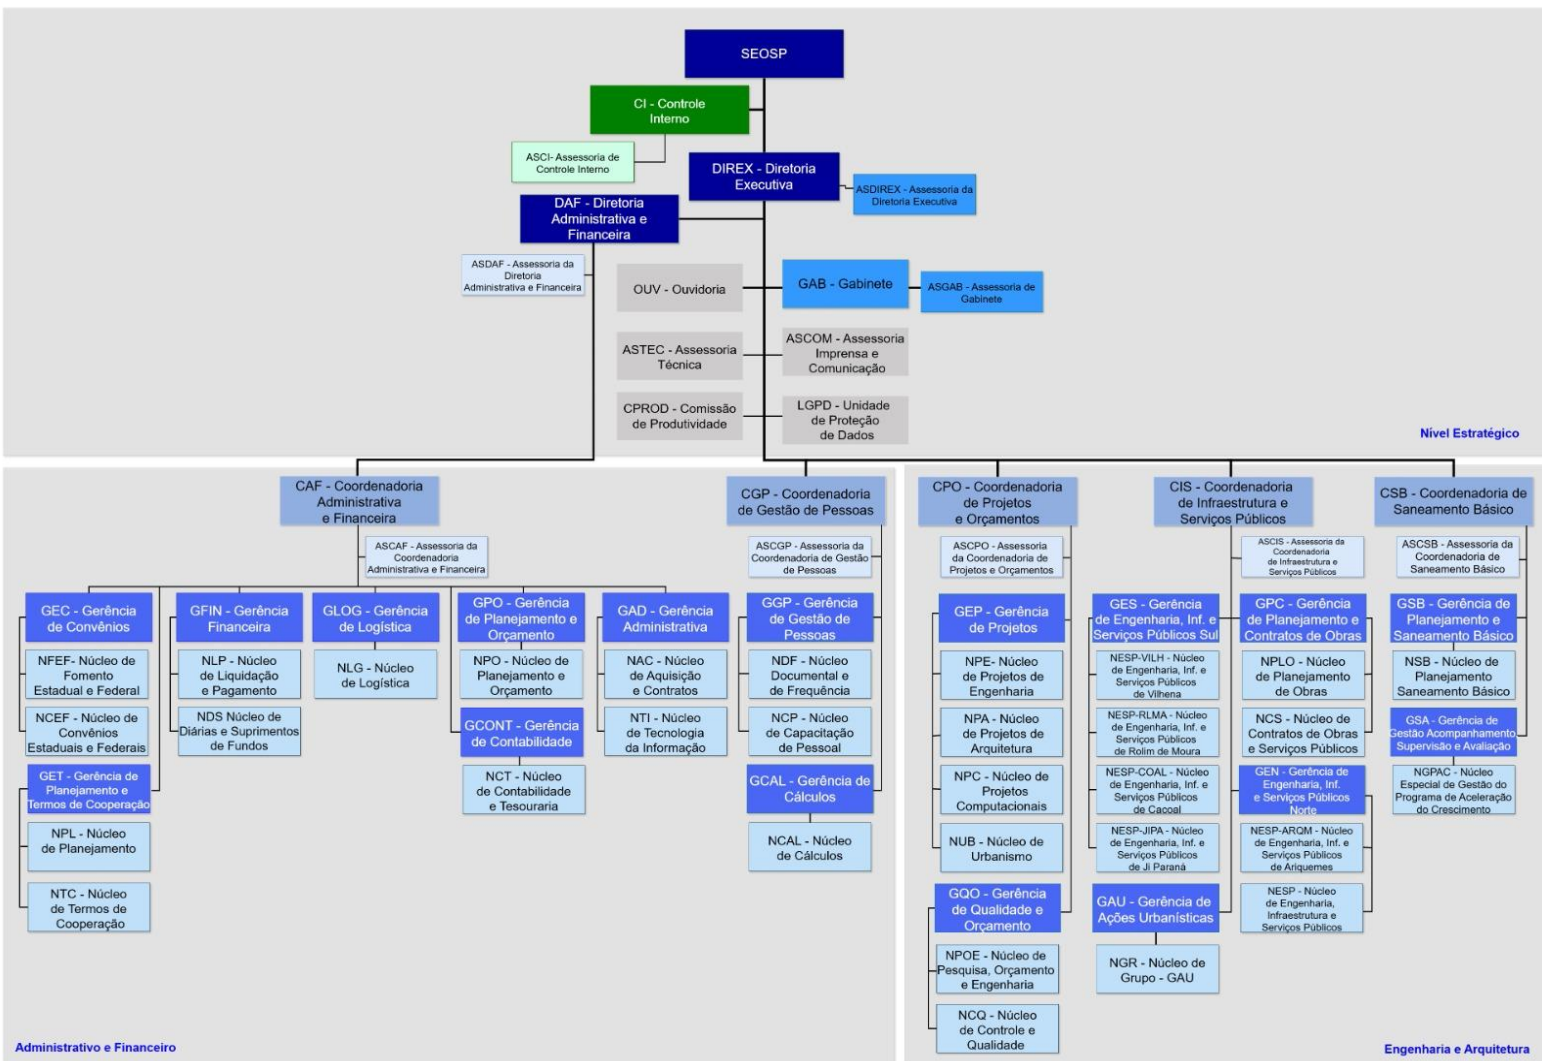 SEOSP
CI - Controle
Interno
ASCI- Assessoria de
Controle Interno
DIREX - Diretoria
Executiva
ASDIREX - Assessoria da
Diretoria Executiva
DAF - Diretoria
Administrativa e
Financeira
ASDAF - Assessoria da
Diretoria
Administrativa e Financeira
OUV - Ouvidoria
GAB - Gabinete
ASGAB - Assessoria de
Gabinete
ASTEC - Assessoria
Técnica
ASCOM - Assessoria
Imprensa e
Comunicação
CPROD - Comissão
de Produtividade
LGPD - Unidade
de Proteção
de Dados
Nível Estratégico
CAF - Coordenadoria
Administrativa
e Financeira
ASCAF - Assessoria da
Coordenadoria
Administrativa e Financeira
GEC - Gerência
de Convênios
NFEF- Núcleo de
Fomento
Estadual e Federal
NCEF - Núcleo de
Convênios
Estaduais e Federais
GET - Gerência de
Planejamento e
Termos de Cooperação
NPL - Núcleo
de Planejamento
NTC - Núcleo
de Termos de
Cooperação
GFIN - Gerência
Financeira
NLP - Núcleo
de Liquidação
e Pagamento
NDS Núcleo de
Diárias e Suprimentos
de Fundos
GLOG - Gerência
de Logística
NLG - Núcleo
de Logística
GPO - Gerência
de Planejamento e
Orçamento
NPO - Núcleo de
Planejamento e
Orçamento
GCONT - Gerência
de Contabilidade
NCT - Núcleo
de Contabilidade
e Tesouraria
GAD - Gerência
Administrativa
NAC - Núcleo
de Aquisição
e Contratos
NTI - Núcleo
de Tecnologia
da Informação
CGP - Coordenadoria
de Gestão de Pessoas
ASCGP - Assessoria da
Coordenadoria de Gestão
de Pessoas
GGP - Gerência
de Gestão de
Pessoas
NDF - Núcleo
Documental e
de Frequência
NCP - Núcleo
de Capacitação
de Pessoal
GCAL - Gerência de
Cálculos
NCAL - Núcleo
de Cálculos
Administrativo e Financeiro
CPO - Coordenadoria
de Projetos
e Orçamentos
ASCPO - Assessoria
da Coordenadoria de
Projetos e Orçamentos
GEP - Gerência
de Projetos
NPE- Núcleo
de Projetos de
Engenharia
NPA - Núcleo
de Projetos de
Arquitetura
NPC - Núcleo de
Projetos
Computacionais
NUB - Núcleo de
Urbanismo
GQO - Gerência
de Qualidade e
Orçamento
NPOE - Núcleo de
Pesquisa, Orçamento
e Engenharia
NCQ - Núcleo
de Controle e
Qualidade
CIS - Coordenadoria
de Infraestrutura e
Serviços Públicos
ASCIS - Assessoria da
Coordenadoria
de Infraestrutura e
Serviços Públicos
GES - Gerência
de Engenharia, Inf. e
Serviços Públicos Sul
NESP-VILH - Núcleo
de Engenharia, Inf. e
Serviços Públicos
de Vilhena
NESP-RLMA - Núcleo
de Engenharia, Inf. e
Serviços Públicos
de Rolim de Moura
NESP-COAL - Núcleo
de Engenharia, Inf. e
Serviços Públicos
de Cacoal
NESP-JIPA - Núcleo
de Engenharia, Inf. e
Serviços Públicos
de Ji Paraná
GAU - Gerência de
Ações Urbanísticas
NGR - Núcleo de
Grupo - GAU
GPC - Gerência
de Planejamento e
Contratos de Obras
NPLO - Núcleo
de Planejamento
de Obras
NCS - Núcleo de
Contratos de Obras
e Serviços Públicos
GEN - Gerência de
Engenharia, Inf.
e Serviços Públicos
Norte
NESP-ARQM - Núcleo
de Engenharia, Inf. e
Serviços Públicos
de Ariquemes
NESP - Núcleo
de Engenharia,
Infraestrutura e
Serviços Públicos
CSB - Coordenadoria de
Saneamento Básico
ASCSB - Assessoria da
Coordenadoria de
Saneamento Básico
GSB - Gerência de
Planejamento e
Saneamento Básico
NSB - Núcleo de
Planejamento
Saneamento Básico
GSA - Gerência de
Gestão Acompanhamento
Supervisão e Avaliação
NGPAC - Núcleo
Especial de Gestão do
Programa de Aceleração
do Crescimento
Engenharia e Arquitetura